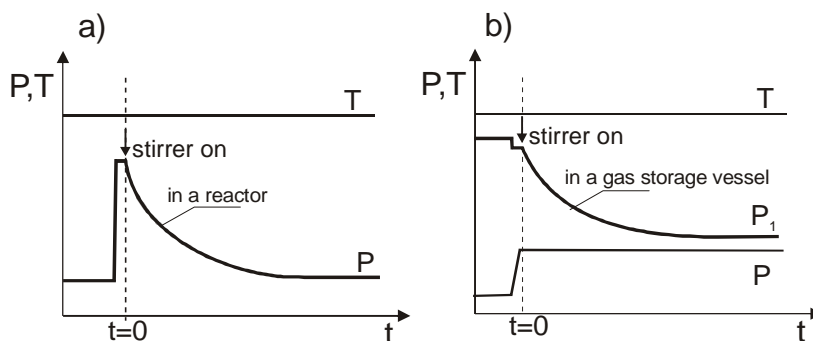 a)
P,T
T
stirrer on
in a reactor
P
t=0
t
b)
P,T
T
stirrer on
in a gas storage vessel
P₁
P
t=0
t